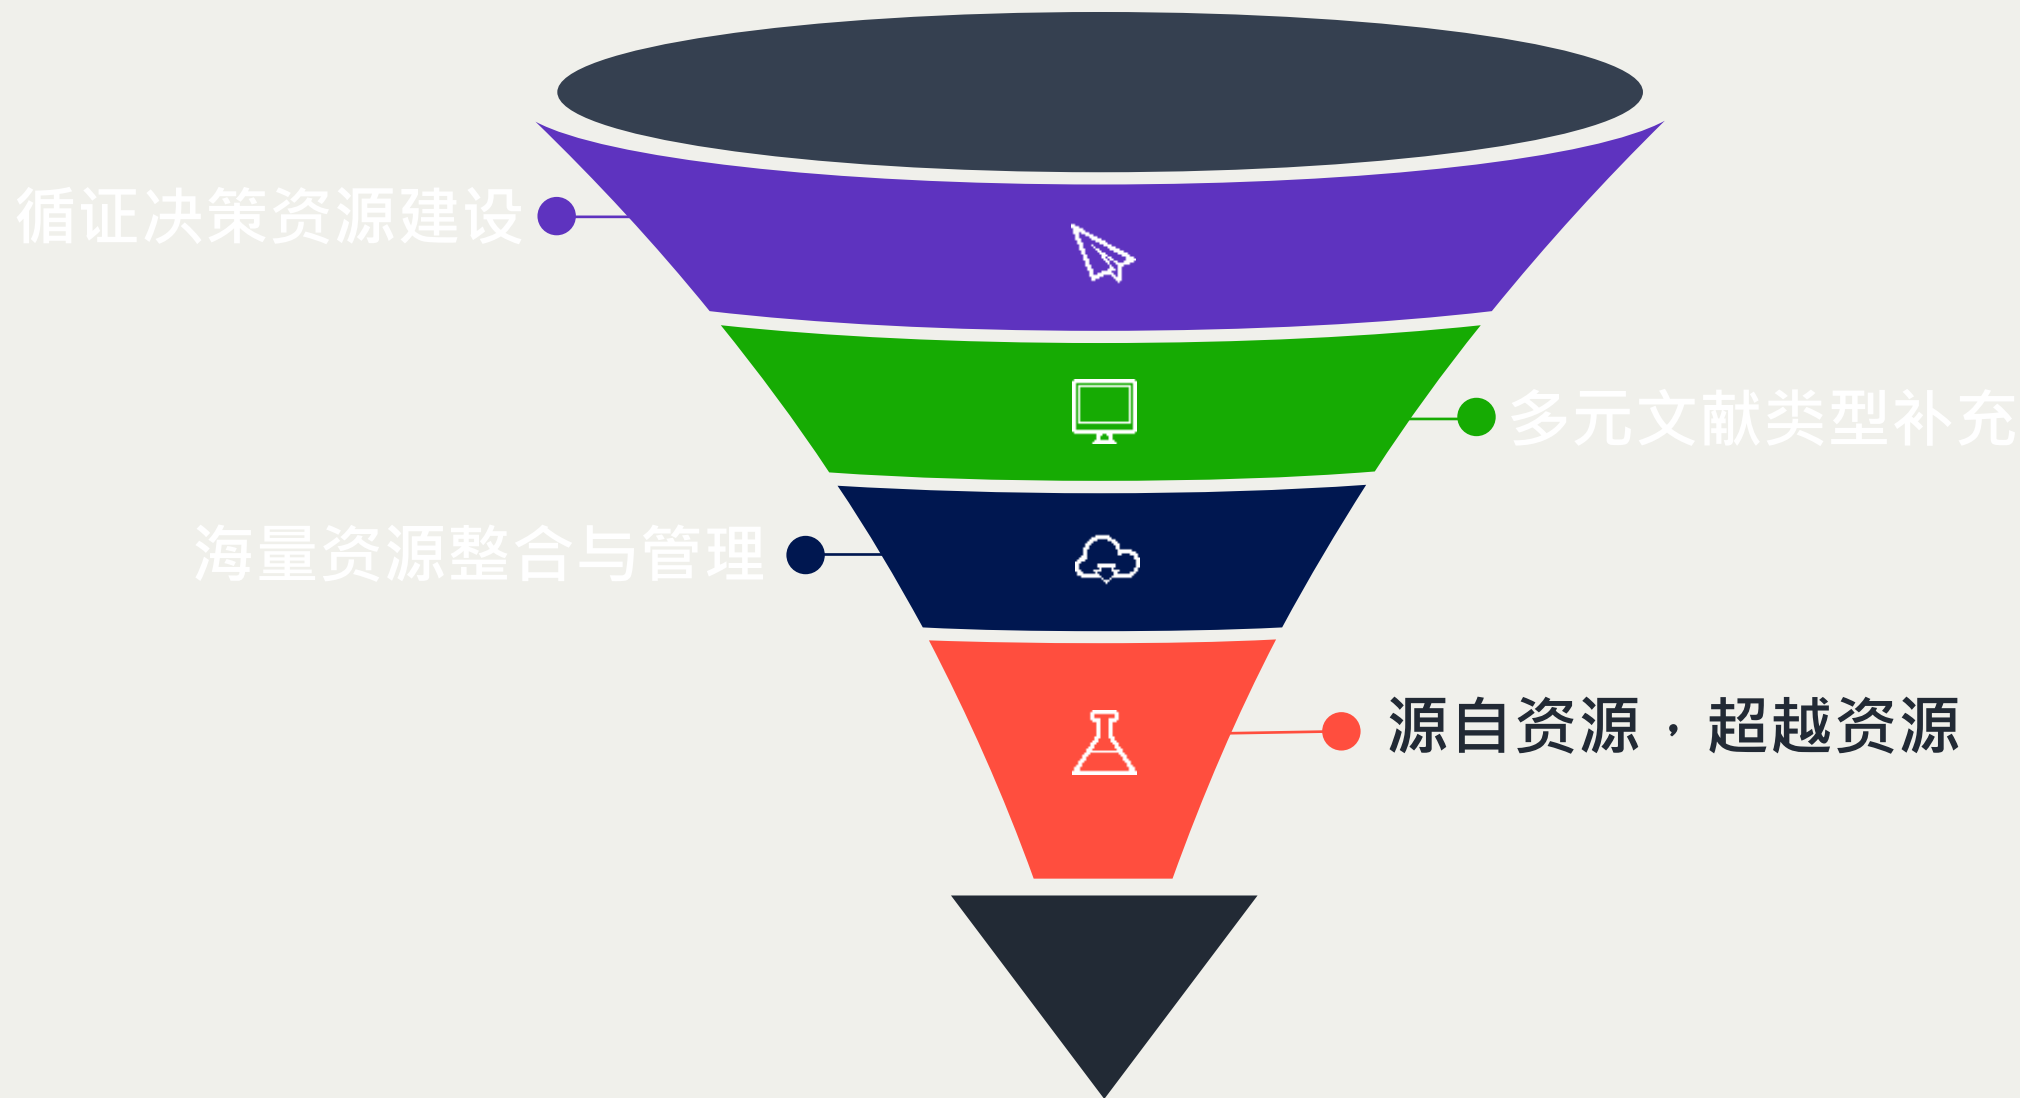 循证决策资源建设
多元文献类型补充
海量资源整合与管理
源自资源，超越资源